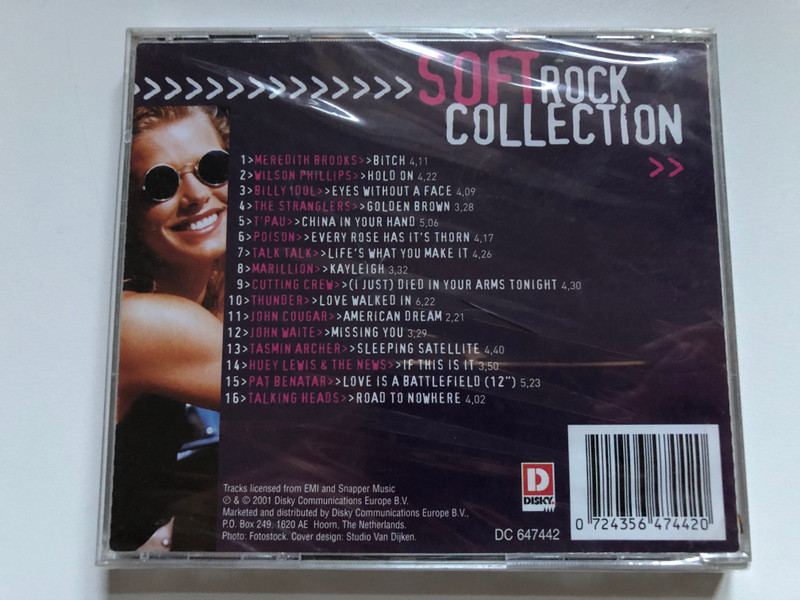 >>>>>>>>>>>>>> SOFT ROCK
COLLECTION
>>
1>MEREDITH BROOKS>>BITCH 4,11
2>WILSON PHILLIPS>>HOLD ON 4,22
3>BILLY IDOL>>EYES WITHOUT A FACE 4,09
4>THE STRANGLERS>>GOLDEN BROWN 3,28
5>T'PAU>>CHINA IN YOUR HAND 5,06
6>POISON>>EVERY ROSE HAS IT'S THORN 4,17
7>TALK TALK>>LIFE'S WHAT YOU MAKE IT 4,26
8>MARILLION>>KAYLEIGH 3,32
9>CUTTING CREW>>(I JUST) DIED IN YOUR ARMS TONIGHT 4,30
10>THUNDER>>LOVE WALKED IN 6,22
11>JOHN COUGAR>>AMERICAN DREAM 2,21
12>JOHN WAITE>>MISSING YOU 3,29
13>TASMIN ARCHER>>SLEEPING SATELLITE 4,40
14>HUEY LEWIS & THE NEWS>>IF THIS IS IT 3,50
15>PAT BENATAR>>LOVE IS A BATTLEFIELD (12") 5,23
16>TALKING HEADS>>ROAD TO NOWHERE 4,02
Tracks licensed from EMI and Snapper Music
℗ & © 2001 Disky Communications Europe B.V.
Marketed and distributed by Disky Communications Europe B.V.,
P.O. Box 249, 1620 AE Hoorn, The Netherlands.
Photo: Fotostock. Cover design: Studio Van Dijken.
D
DISKY
DC 647442
0 724356 474420